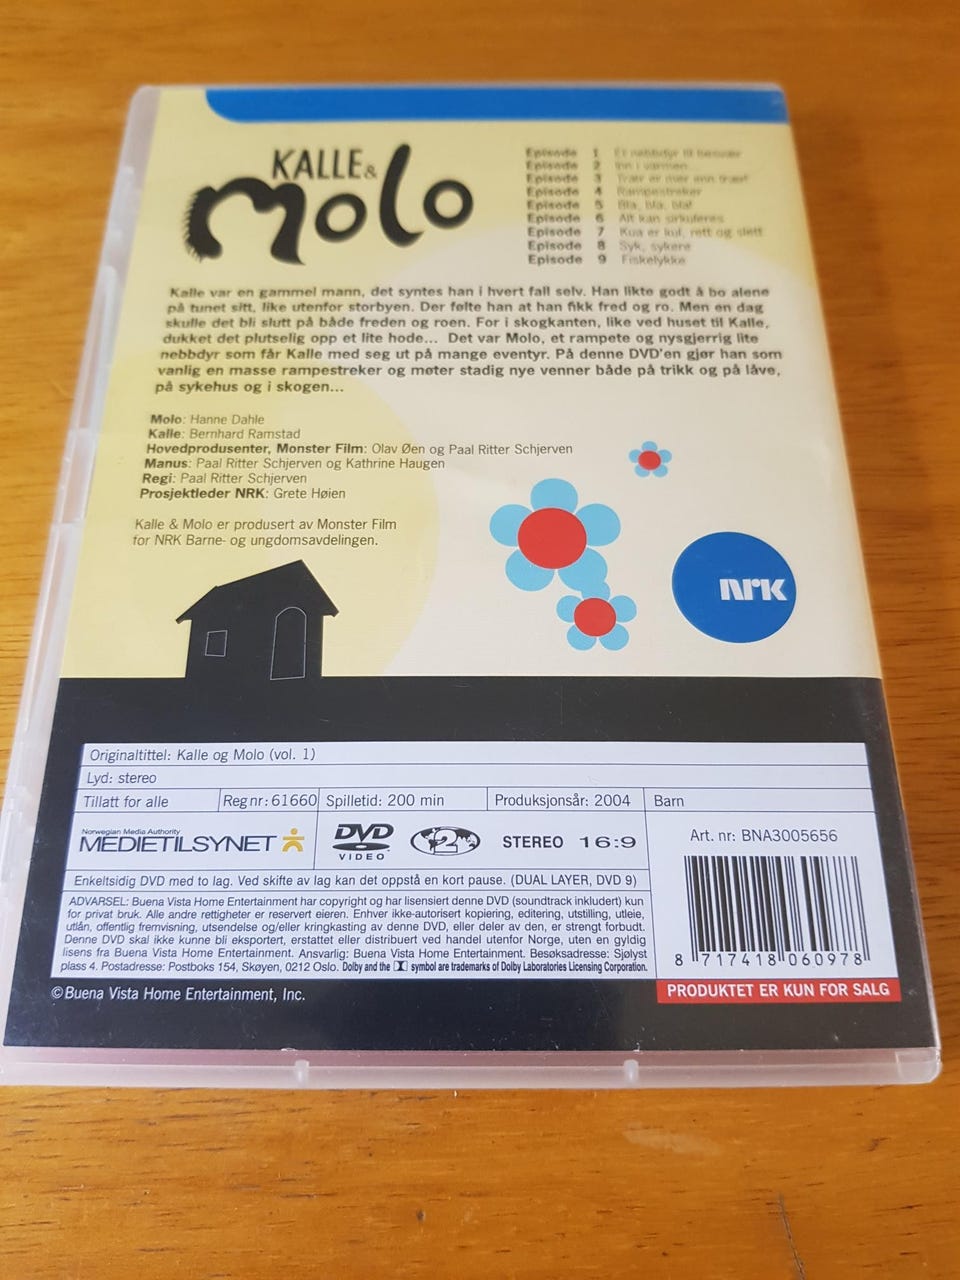 KALLE &
molo
Episode 1 Et nebbdyr til besvær
Episode 2 Inn i varmen
Episode 3 Trær er mer enn trær!
Episode 4 Rampestreker
Episode 5 Bla, bla, bla!
Episode 6 Alt kan sirkuleres
Episode 7 Kua er kul, rett og slett
Episode 8 Syk, sykere
Episode 9 Fiskelykke
Kalle var en gammel mann, det syntes han i hvert fall selv. Han likte godt å bo alene
på tunet sitt, like utenfor storbyen. Der følte han at han fikk fred og ro. Men en dag
skulle det bli slutt på både freden og roen. For i skogkanten, like ved huset til Kalle,
dukket det plutselig opp et lite hode... Det var Molo, et rampete og nysgjerrig lite
nebbdyr som får Kalle med seg ut på mange eventyr. På denne DVD'en gjør han som
vanlig en masse rampestreker og møter stadig nye venner både på trikk og på låve,
på sykehus og i skogen...
Molo: Hanne Dahle
Kalle: Bernhard Ramstad
Hovedprodusenter, Monster Film: Olav Øen og Paal Ritter Schjerven
Manus: Paal Ritter Schjerven og Kathrine Haugen
Regi: Paal Ritter Schjerven
Prosjektleder NRK: Grete Høien
Kalle & Molo er produsert av Monster Film
for NRK Barne- og ungdomsavdelingen.
NRK
Originaltittel: Kalle og Molo (vol. 1)
Lyd: stereo
Tillatt for alle Reg nr: 61660 Spilletid: 200 min Produksjonsår: 2004 Barn
Norwegian Media Authority
MEDIETILSYNET
DVD
VIDEO
2
STEREO 16:9
Art. nr: BNA3005656
Enkeltsidig DVD med to lag. Ved skifte av lag kan det oppstå en kort pause. (DUAL LAYER, DVD 9)
ADVARSEL: Buena Vista Home Entertainment har copyright og har lisensiert denne DVD (soundtrack inkludert) kun
for privat bruk. Alle andre rettigheter er reservert eieren. Enhver ikke-autorisert kopiering, editering, utstilling, utleie,
utlån, offentlig fremvisning, utsendelse og/eller kringkasting av denne DVD, eller deler av den, er strengt forbudt.
Denne DVD skal ikke kunne bli eksportert, erstattet eller distribuert ved handel utenfor Norge, uten en gyldig
lisens fra Buena Vista Home Entertainment. Ansvarlig: Buena Vista Home Entertainment. Besøksadresse: Sjølyst
plass 4. Postadresse: Postboks 154, Skøyen, 0212 Oslo. Dolby and the symbol are trademarks of Dolby Laboratories Licensing Corporation.
8 717418 060978
© Buena Vista Home Entertainment, Inc.
PRODUKTET ER KUN FOR SALG